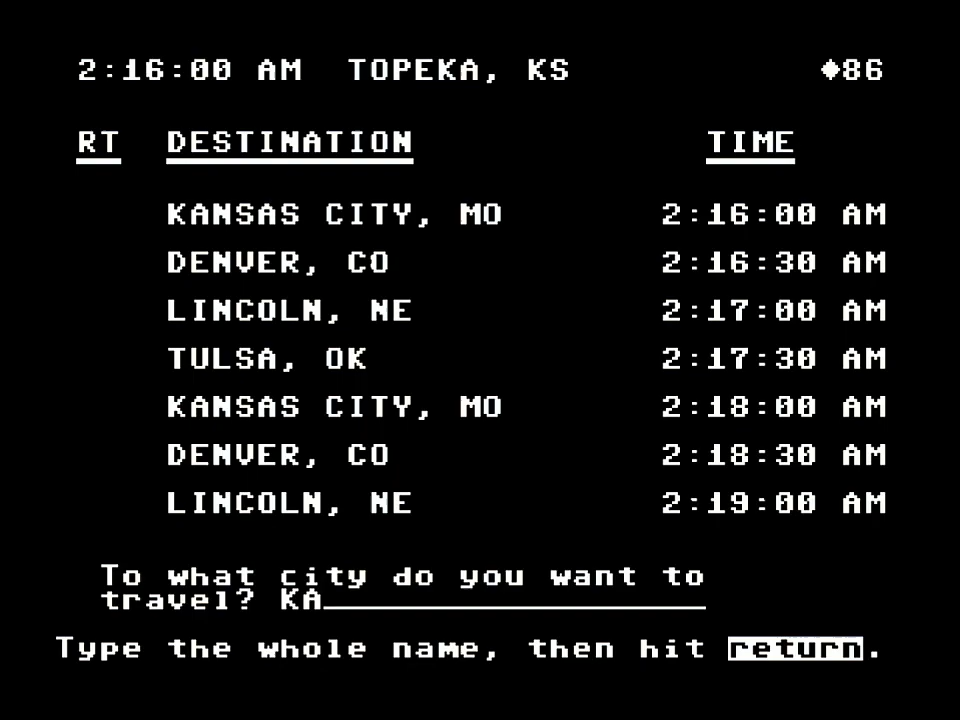 2:16:00 AM TOPEKA, KS ♦86
RT DESTINATION TIME
KANSAS CITY, MO 2:16:00 AM
DENVER, CO 2:16:30 AM
LINCOLN, NE 2:17:00 AM
TULSA, OK 2:17:30 AM
KANSAS CITY, MO 2:18:00 AM
DENVER, CO 2:18:30 AM
LINCOLN, NE 2:19:00 AM
To what city do you want to
travel? KA
Type the whole name, then hit return.